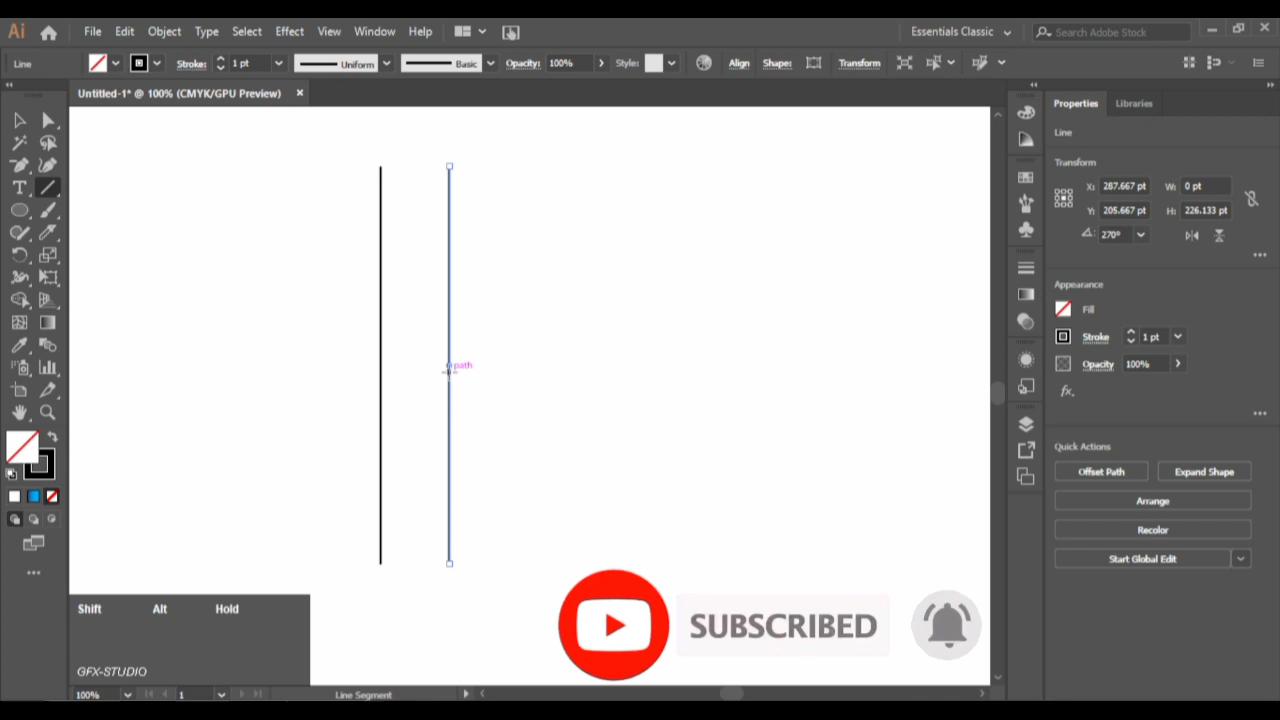 Ai File Edit Object Type Select Effect View Window Help Essentials Classic Search Adobe Stock
Line Stroke: 1 pt Uniform Basic Opacity: 100% Style: Align Shape: Transform
Untitled-1* @ 100% (CMYK/GPU Preview) ×
Properties Libraries
Line
Transform
X: 287.667 pt W: 0 pt
Y: 205.667 pt H: 226.133 pt
270°
Appearance
Fill
Stroke 1 pt
Opacity 100%
fx.
Quick Actions
Offset Path Expand Shape
Arrange
Recolor
Start Global Edit
path
Shift Alt Hold
SUBSCRIBED
GFX-STUDIO
100% 1 Line Segment